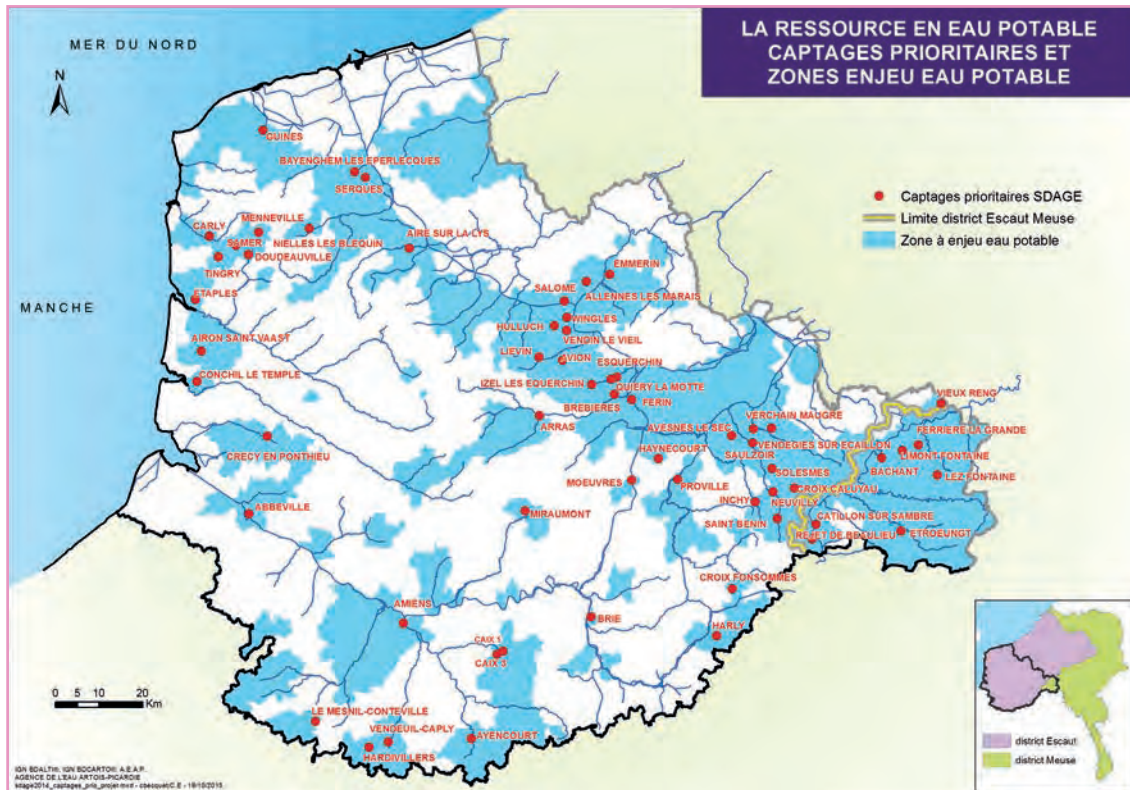 LA RESSOURCE EN EAU POTABLE
CAPTAGES PRIORITAIRES ET
ZONES ENJEU EAU POTABLE
MER DU NORD
N
MANCHE
Captages prioritaires SDAGE
Limite district Escaut Meuse
Zone à enjeu eau potable
GUINES
BAYENGHEM LES EPERLECQUES
SERQUES
MENNEVILLE
CARLY
SAMER
NIELLES LES BLEQUIN
AIRE SUR LA LYS
DOUDEAUVILLE
TINGRY
ETAPLES
EMMERIN
SALOME
ALLENNES LES MARAIS
WINGLES
HULLUCH
VENDIN LE VIEIL
AIRON SAINT VAAST
LIEVIN
AVION
ESQUERCHIN
CONCHIL LE TEMPLE
IZEL LES EQUERCHIN
QUIERY LA MOTTE
BREBIERES
FERIN
VIEUX RENG
ARRAS
AVESNES LE SEC
VERCHAIN MAUGRE
FERRIERE LA GRANDE
CRECY EN PONTHIEU
HAYNECOURT
SAULZOIR
VENDEGIES SUR ECAILLON
LIMONT FONTAINE
BACHANT
SOLESMES
LEZ FONTAINE
MOEUVRES
PROVILLE
CROIX CALUYAU
INCHY
NEUVILLY
ABBEVILLE
MIRAUMONT
SAINT BENIN
CATILLON SUR SAMBRE
REJET DE BEAULIEU
ETROEUNGT
CROIX FONSOMMES
AMIENS
BRIE
HARLY
CAIX 1
CAIX 3
LE MESNIL-CONTEVILLE
VENDEUIL-CAPLY
HARDIVILLERS
AYENCOURT
0 5 10 20
Km
district Escaut
district Meuse
AGENCE DE L'EAU ARTOIS-PICARDIE